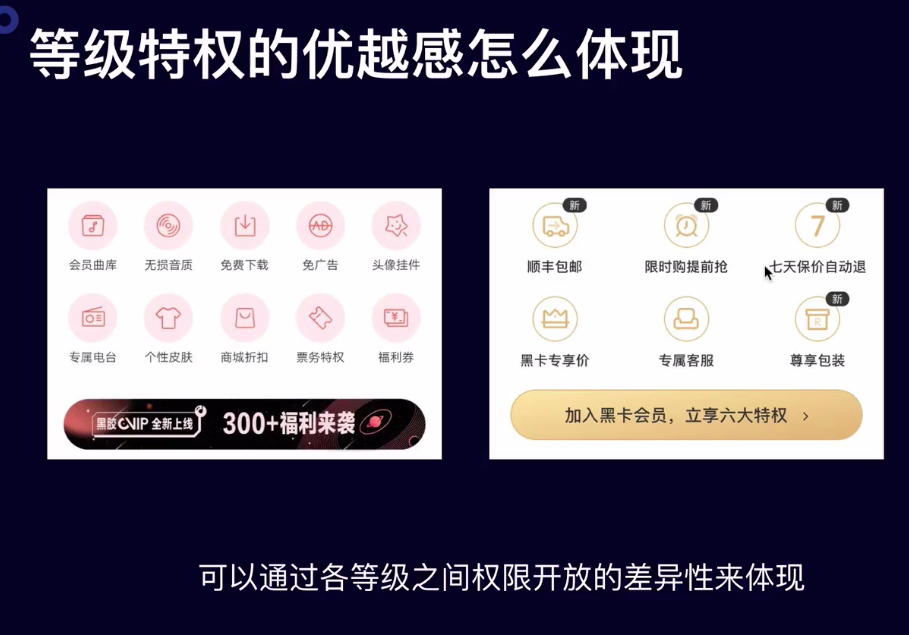 等级特权的优越感怎么体现
会员曲库 无损音质 免费下载 免广告 头像挂件
AD
专属电台 个性皮肤 商城折扣 票务特权 福利券
¥
黑胶VIP 全新上线 300+福利来袭
新 新 新
7
顺丰包邮 限时购提前抢 七天保价自动退
新
R
黑卡专享价 专属客服 尊享包装
加入黑卡会员，立享六大特权 >
可以通过各等级之间权限开放的差异性来体现